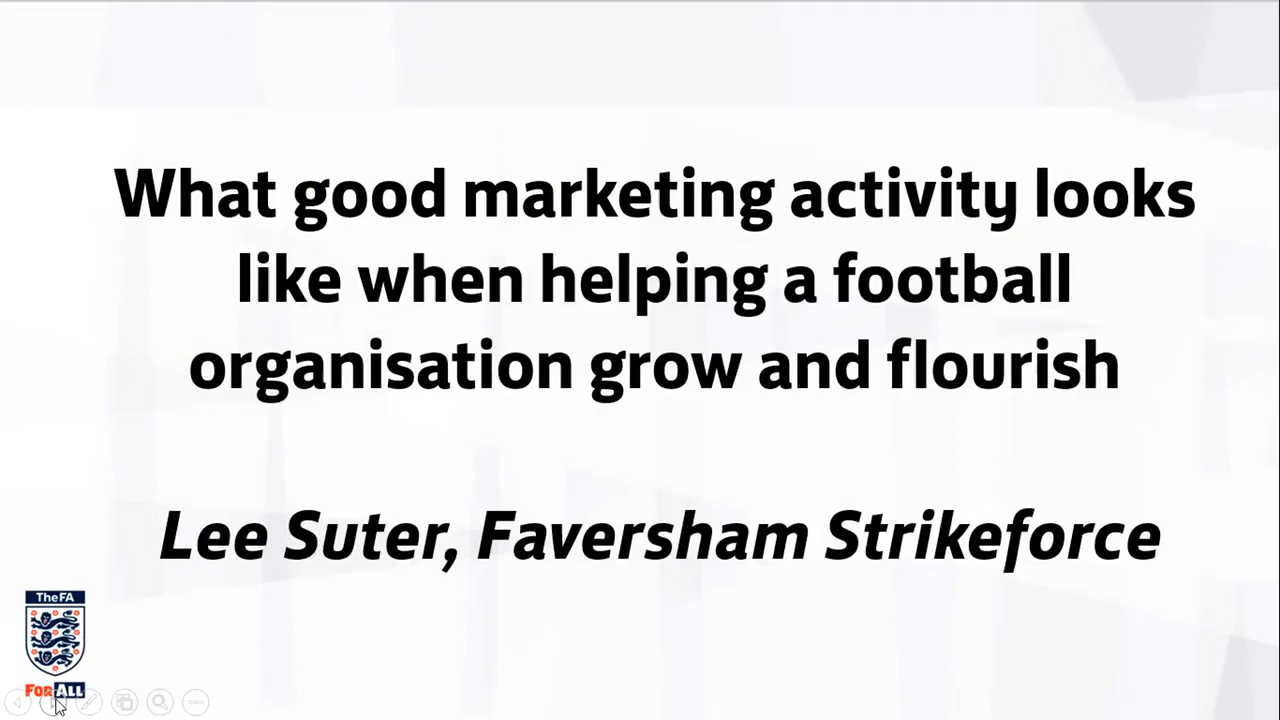 What good marketing activity looks
like when helping a football
organisation grow and flourish
Lee Suter, Faversham Strikeforce
The FA
FOR ALL